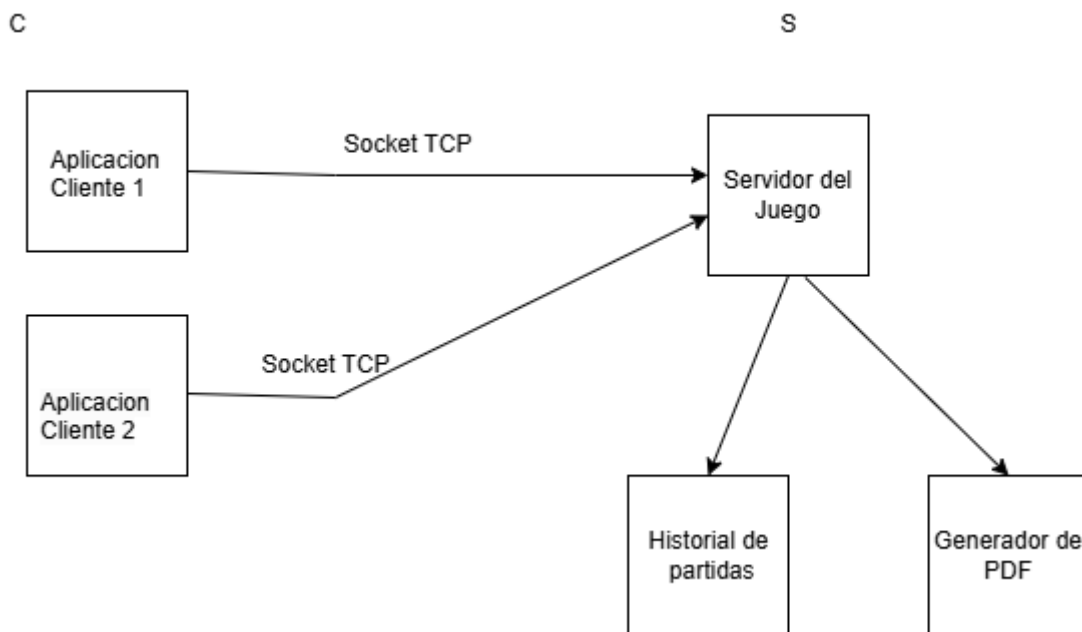 C
S
Aplicacion
Cliente 1
Socket TCP
Servidor del
Juego
Aplicacion
Cliente 2
Socket TCP
Historial de
partidas
Generador de
PDF